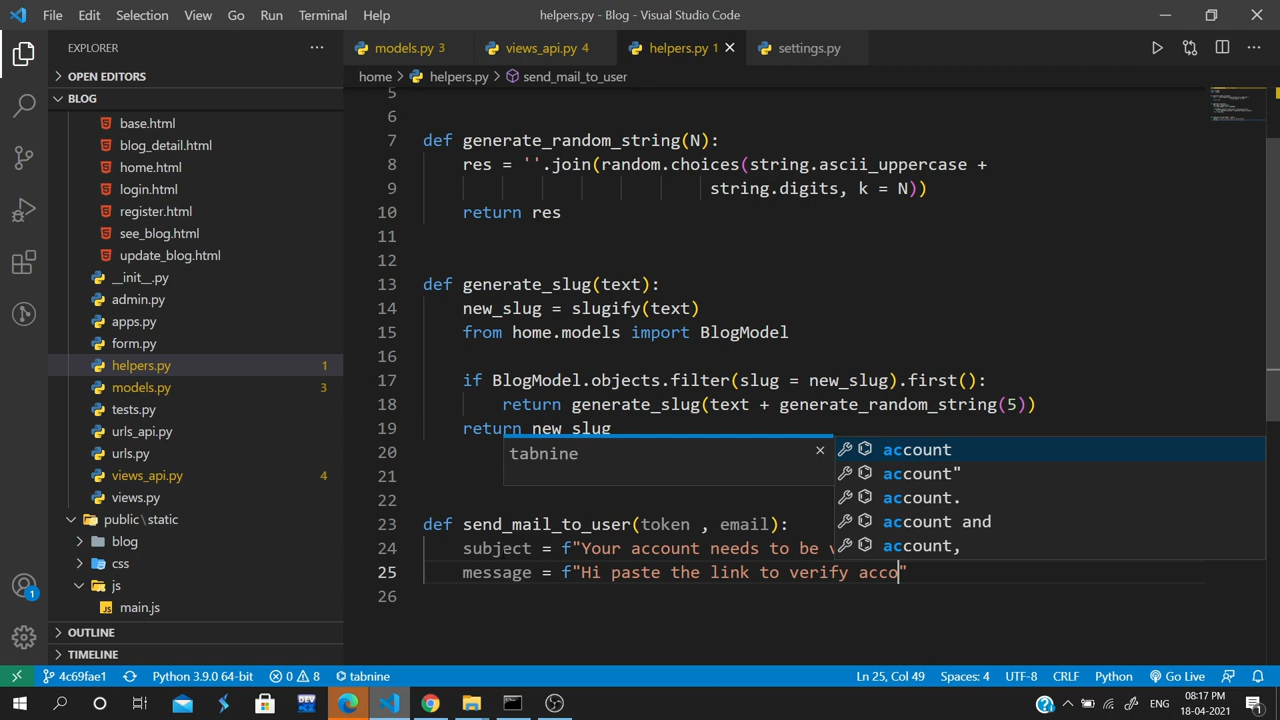 File Edit Selection View Go Run Terminal Help helpers.py - Blog - Visual Studio Code
EXPLORER
models.py 3 views_api.py 4 helpers.py 1 settings.py
OPEN EDITORS
home > helpers.py > send_mail_to_user
BLOG
base.html
blog_detail.html
home.html
login.html
register.html
see_blog.html
update_blog.html
__init__.py
admin.py
apps.py
form.py
helpers.py 1
models.py 3
tests.py
urls_api.py
urls.py
views_api.py 4
views.py
public\static
blog
css
js
main.js
OUTLINE
TIMELINE
5
6
7 def generate_random_string(N):
8 res = ''.join(random.choices(string.ascii_uppercase +
9 string.digits, k = N))
10 return res
11
12
13 def generate_slug(text):
14 new_slug = slugify(text)
15 from home.models import BlogModel
16
17 if BlogModel.objects.filter(slug = new_slug).first():
18 return generate_slug(text + generate_random_string(5))
19 return new_slug
20
21
22
23 def send_mail_to_user(token , email):
24 subject = f"Your account needs to be
25 message = f"Hi paste the link to verify acco"
26
tabnine
account
account"
account.
account and
account,
1
4c69fae1 Python 3.9.0 64-bit 0 8 tabnine Ln 25, Col 49 Spaces: 4 UTF-8 CRLF Python Go Live
ENG 08:17 PM
18-04-2021
1